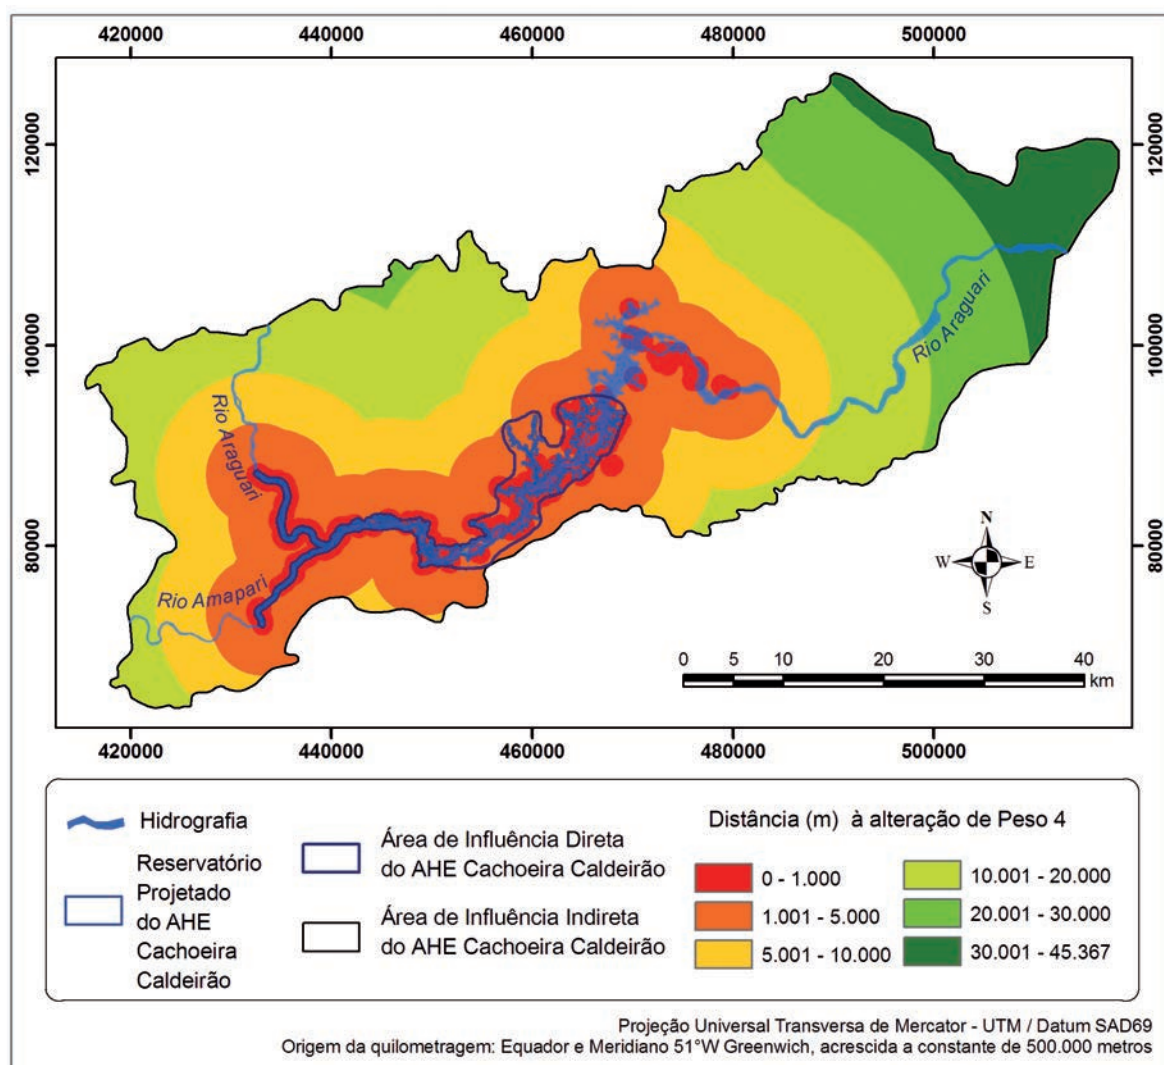 420000 440000 460000 480000 500000
120000 120000
100000 100000
80000 80000
Rio Araguari
Rio Araguari
Rio Amapari
N
W E
S
0 5 10 20 30 40
km
420000 440000 460000 480000 500000
Hidrografia
Reservatório
Projetado
do AHE
Cachoeira
Caldeirão
Área de Influência Direta
do AHE Cachoeira Caldeirão
Área de Influência Indireta
do AHE Cachoeira Caldeirão
Distância (m) à alteração de Peso 4
0 - 1.000
1.001 - 5.000
5.001 - 10.000
10.001 - 20.000
20.001 - 30.000
30.001 - 45.367
Projeção Universal Transversa de Mercator - UTM / Datum SAD69
Origem da quilometragem: Equador e Meridiano 51°W Greenwich, acrescida a constante de 500.000 metros